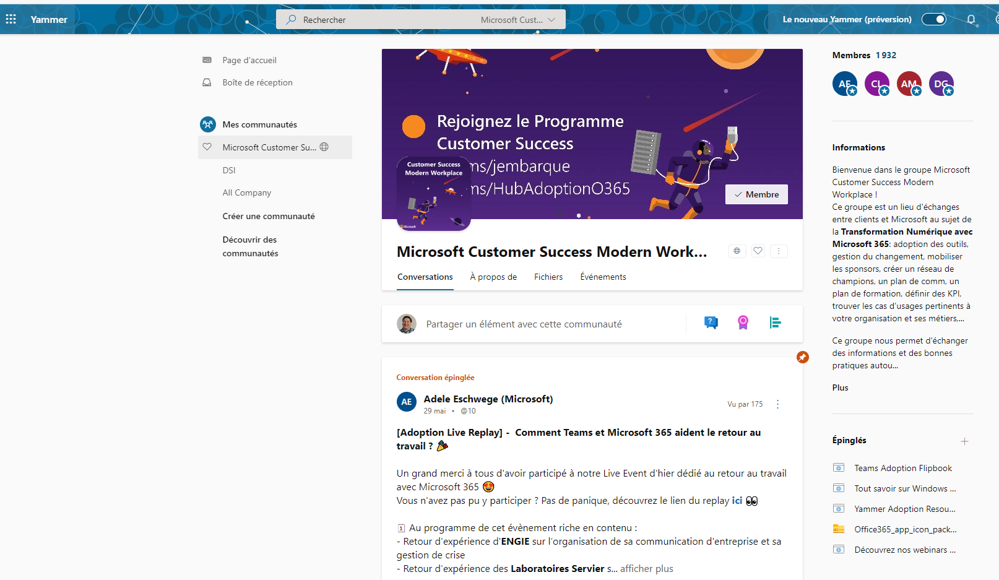 Yammer
Rechercher
Microsoft Cust...
Le nouveau Yammer (préversion)
Page d'accueil
Boîte de réception
Mes communautés
Microsoft Customer Su...
DSI
All Company
Créer une communauté
Découvrir des
communautés
Rejoignez le Programme
Customer Success
ms/jembarque
ms/HubAdoptionO365
Customer Success
Modern Workplace
Microsoft
Membre
Microsoft Customer Success Modern Work...
Conversations
À propos de
Fichiers
Événements
Partager un élément avec cette communauté
Conversation épinglée
AE
Adele Eschwege (Microsoft)
29 mai • @10
Vu par 175
[Adoption Live Replay] - Comment Teams et Microsoft 365 aident le retour au
travail ? 🎉
Un grand merci à tous d'avoir participé à notre Live Event d'hier dédié au retour au travail
avec Microsoft 365 😍
Vous n'avez pas pu y participer ? Pas de panique, découvrez le lien du replay ici 👀
🗓 Au programme de cet évènement riche en contenu :
- Retour d'expérience d'ENGIE sur l'organisation de sa communication d'entreprise et sa
gestion de crise
- Retour d'expérience des Laboratoires Servier s... afficher plus
Membres 1 932
AE
CL
AM
DG
Informations
Bienvenue dans le groupe Microsoft
Customer Success Modern
Workplace !
Ce groupe est un lieu d'échanges
entre clients et Microsoft au sujet de
la Transformation Numérique avec
Microsoft 365: adoption des outils,
gestion du changement, mobiliser
les sponsors, créer un réseau de
champions, un plan de comm, un
plan de formation, définir des KPI,
trouver les cas d'usages pertinents à
votre organisation et ses métiers,...
Ce groupe nous permet d'échanger
des informations et des bonnes
pratiques autou...
Plus
Épinglés
Teams Adoption Flipbook
Tout savoir sur Windows ...
Yammer Adoption Resou...
Office365_app_icon_pack...
Découvrez nos webinars ...